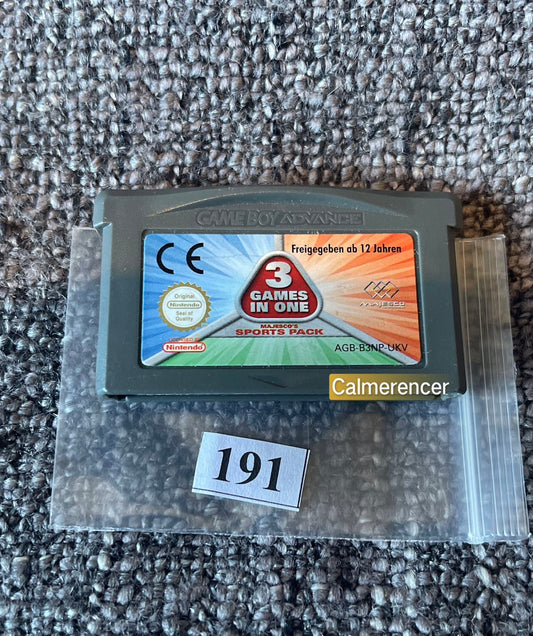 GAME BOY ADVANCE
CE
Freigegeben ab 12 Jahren
3
GAMES
IN ONE
MAJESCO'S
SPORTS PACK
Original
Nintendo
Seal of
Quality
MAJESCO
Nintendo
AGB-B3NP-UKV
Calmerencer
191